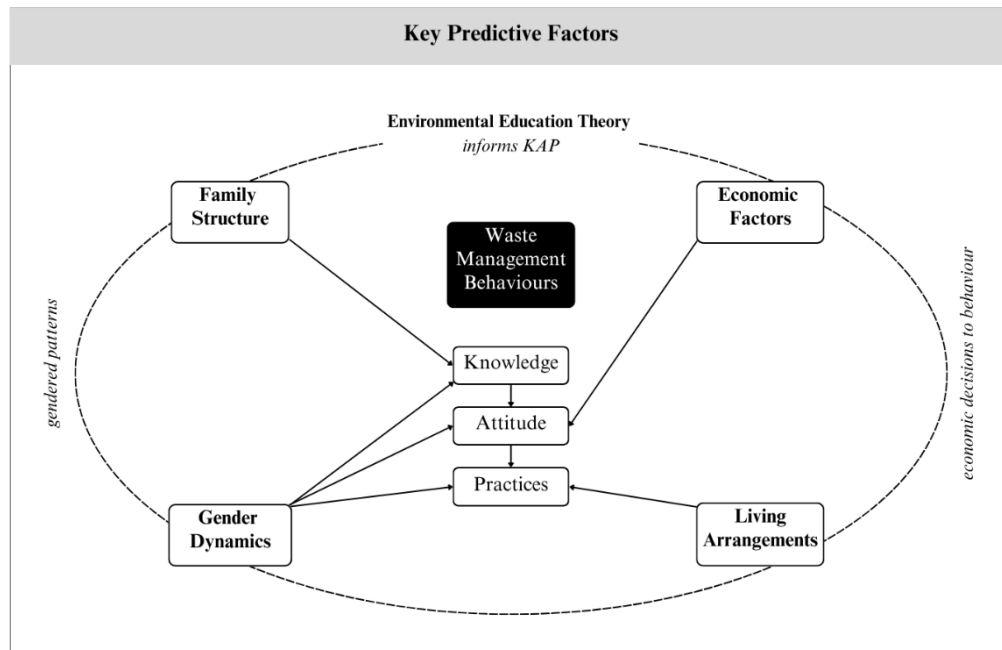 Key Predictive Factors
Environmental Education Theory
informs KAP
Family
Structure
Economic
Factors
Waste
Management
Behaviours
gendered patterns
economic decisions to behaviour
Knowledge
Attitude
Practices
Gender
Dynamics
Living
Arrangements